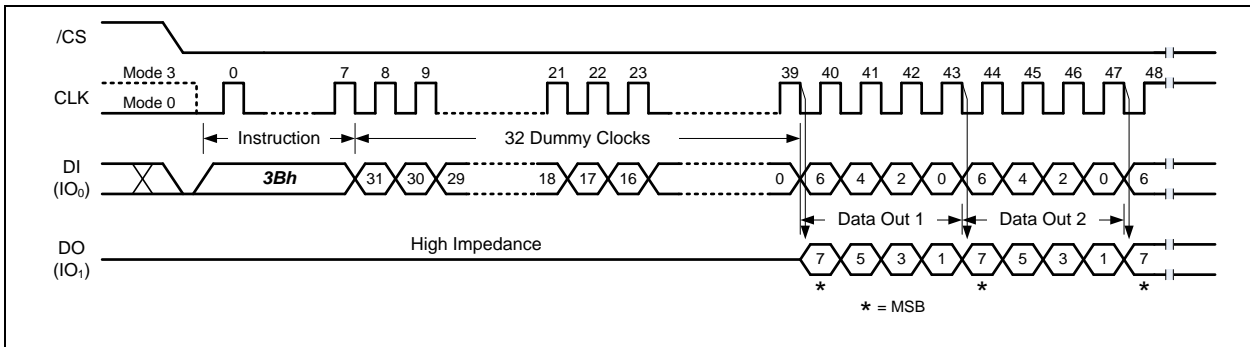 /CS
Mode 3 0 7 8 9 21 22 23 39 40 41 42 43 44 45 46 47 48
CLK Mode 0
Instruction 32 Dummy Clocks
DI
(IO0) 3Bh 31 30 29 18 17 16 0 6 4 2 0 6 4 2 0 6
Data Out 1 Data Out 2
High Impedance
DO
(IO1) 7 5 3 1 7 5 3 1 7
* * *
* = MSB